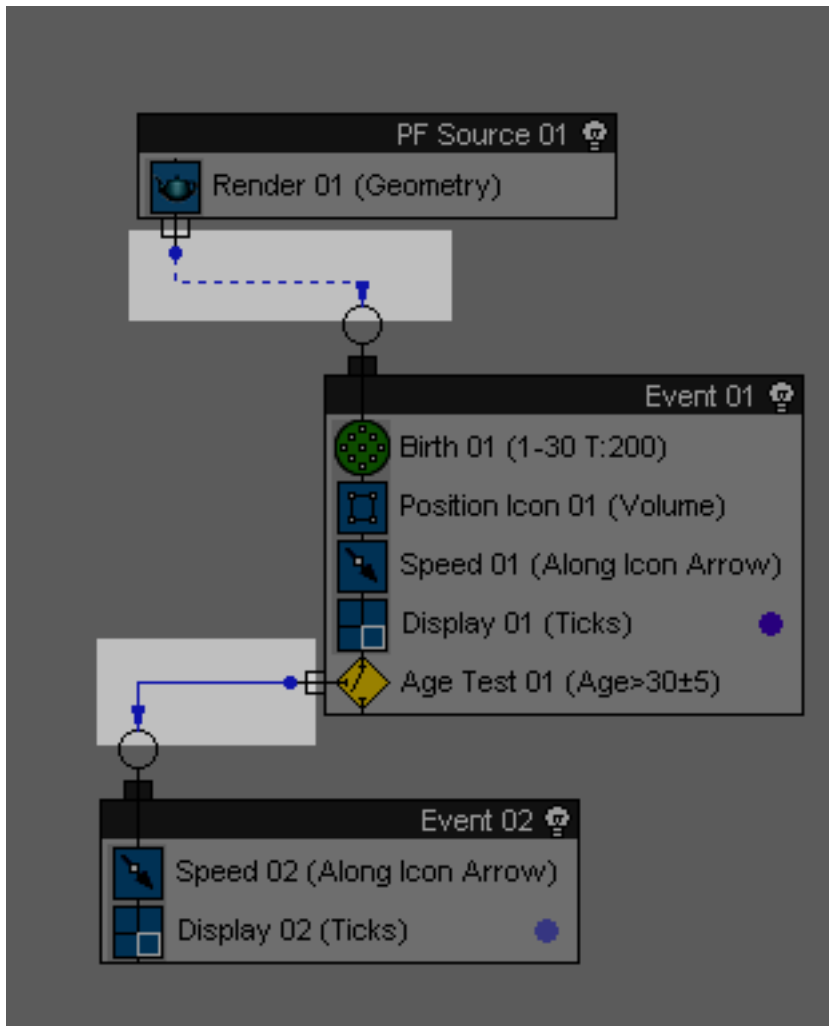 PF Source 01
Render 01 (Geometry)
Event 01
Birth 01 (1-30 T:200)
Position Icon 01 (Volume)
Speed 01 (Along Icon Arrow)
Display 01 (Ticks)
Age Test 01 (Age>30±5)
Event 02
Speed 02 (Along Icon Arrow)
Display 02 (Ticks)